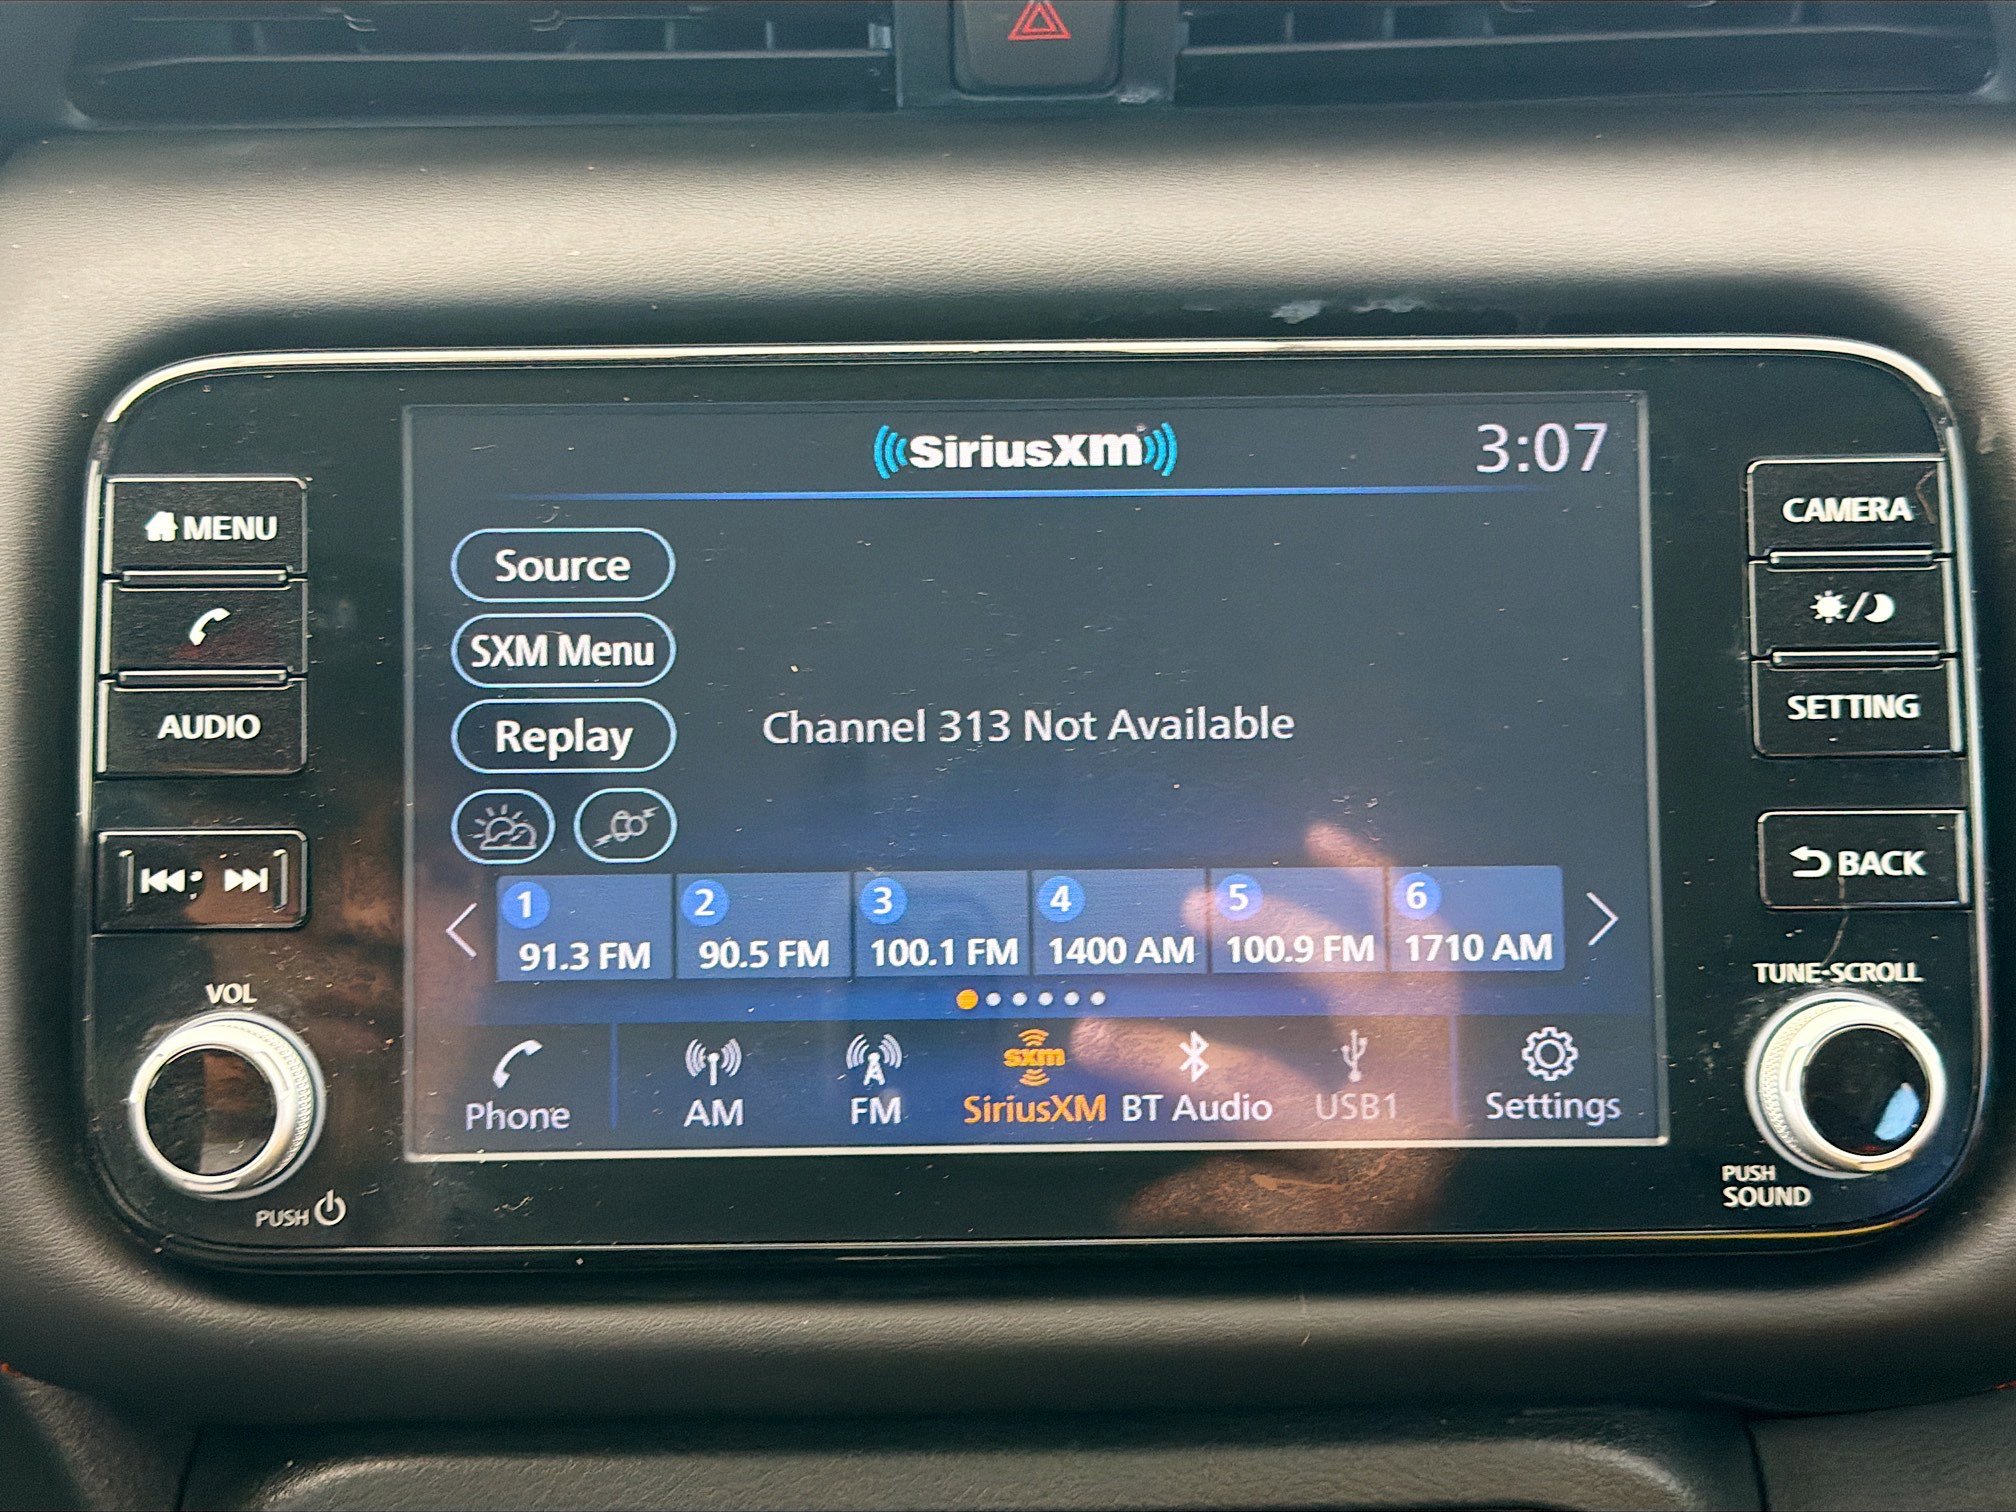 SiriusXM
3:07
MENU
AUDIO
VOL
PUSH
Source
SXM Menu
Replay
Channel 313 Not Available
1
91.3 FM
2
90.5 FM
3
100.1 FM
4
1400 AM
5
100.9 FM
6
1710 AM
Phone
AM
FM
sxm
SiriusXM
BT Audio
USB1
Settings
CAMERA
SETTING
BACK
TUNE·SCROLL
PUSH
SOUND